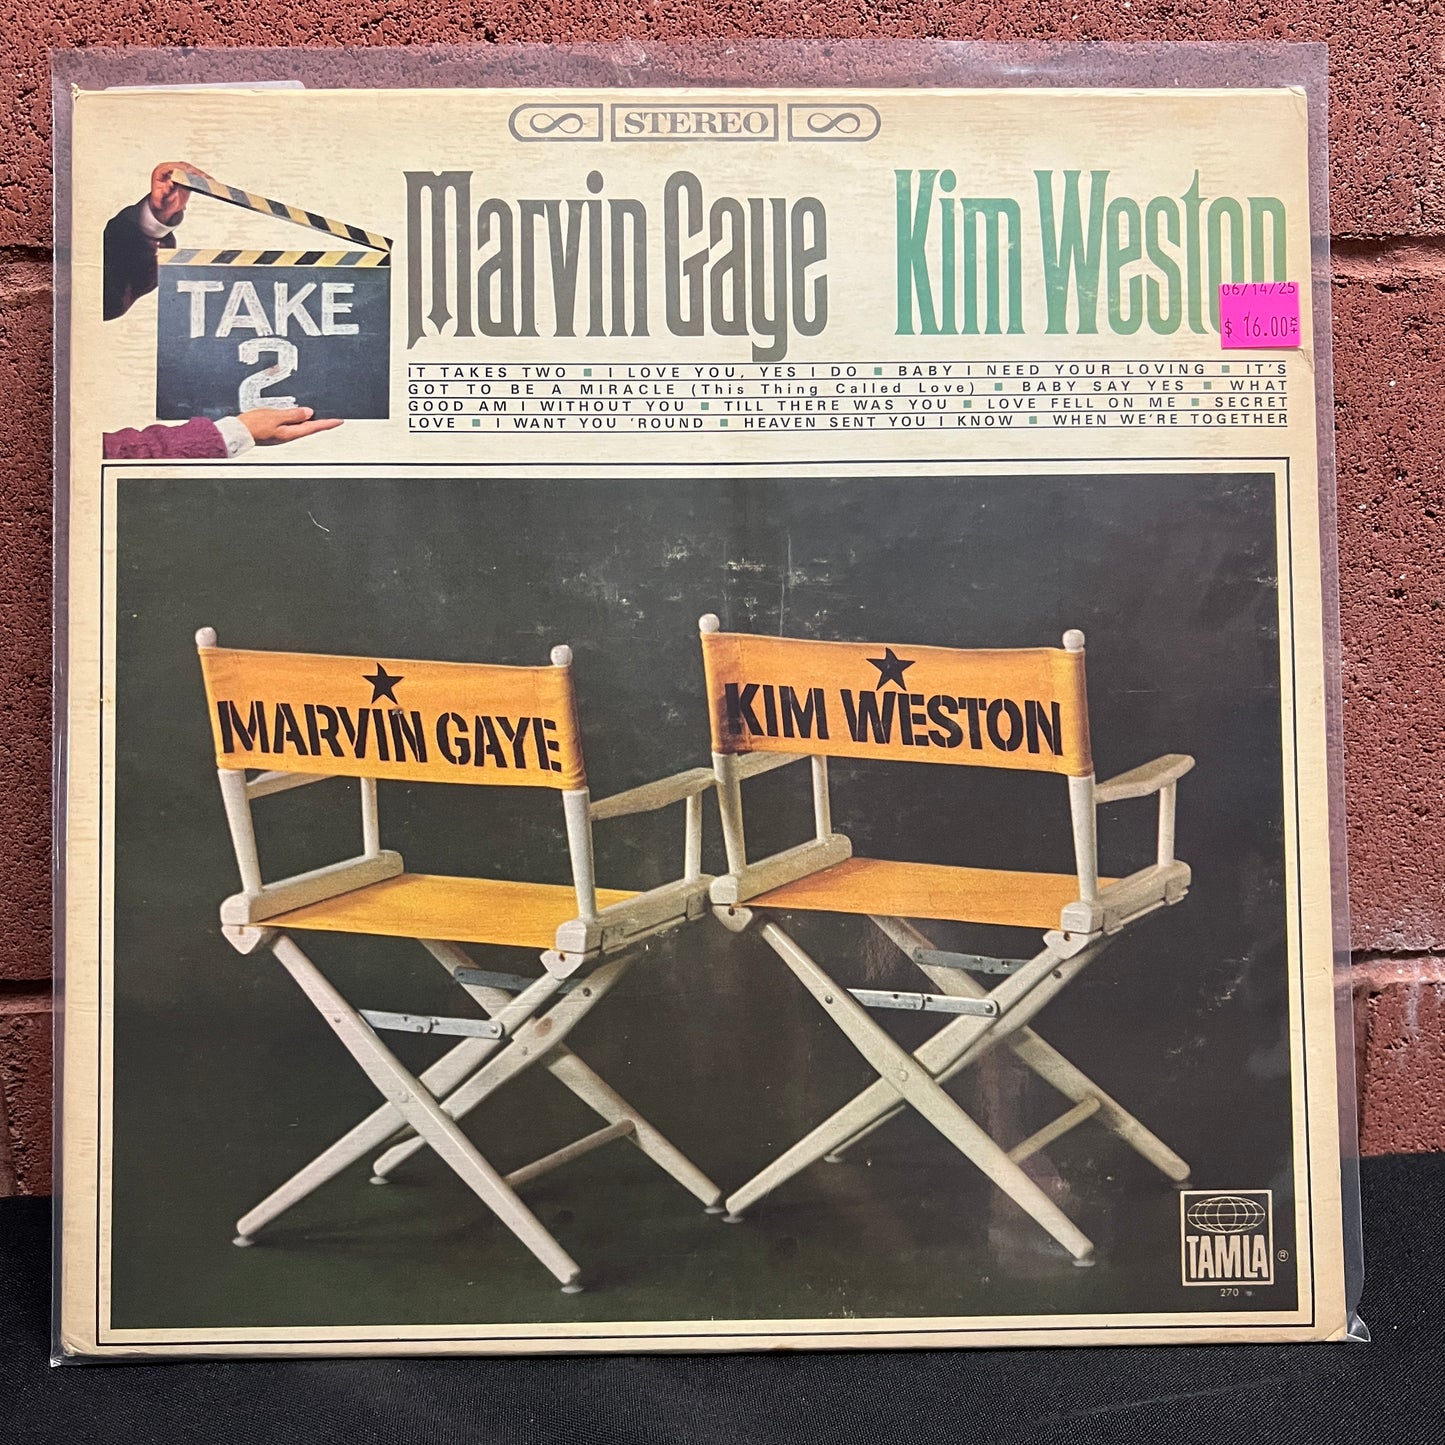 STEREO
Marvin Gaye Kim Weston
TAKE
2
06/14/25
$ 16.00 +TX
IT TAKES TWO ■ I LOVE YOU, YES I DO ■ BABY I NEED YOUR LOVING ■ IT'S
GOT TO BE A MIRACLE (This Thing Called Love) ■ BABY SAY YES ■ WHAT
GOOD AM I WITHOUT YOU ■ TILL THERE WAS YOU ■ LOVE FELL ON ME ■ SECRET
LOVE ■ I WANT YOU 'ROUND ■ HEAVEN SENT YOU I KNOW ■ WHEN WE'RE TOGETHER
★
MARVIN GAYE
★
KIM WESTON
TAMLA ®
270